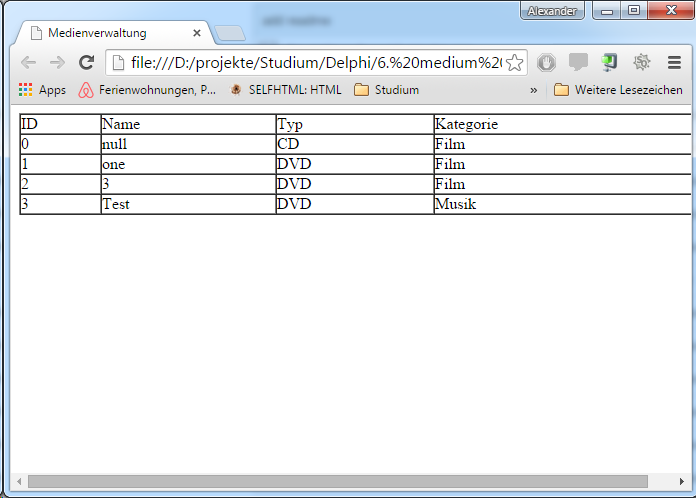 Alexander
Medienverwaltung
file:///D:/projekte/Studium/Delphi/6.%20medium%20
Apps Ferienwohnungen, P... SELFHTML: HTML Studium » Weitere Lesezeichen
ID Name Typ Kategorie
0 null CD Film
1 one DVD Film
2 3 DVD Film
3 Test DVD Musik